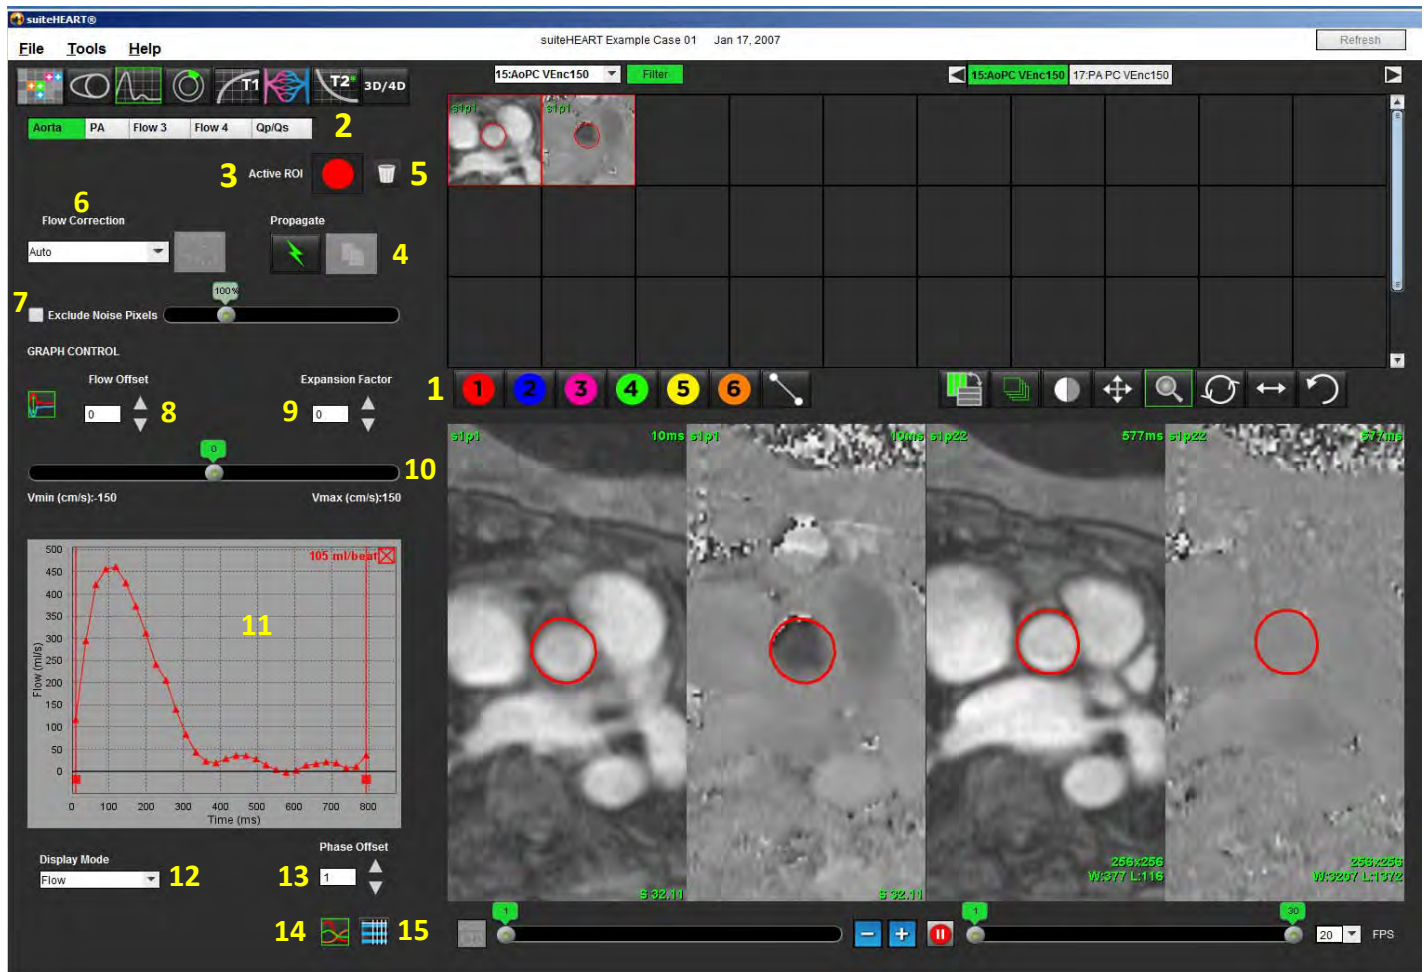 suiteHEART®
File Tools Help
suiteHEART Example Case 01 Jan 17, 2007
Refresh
T1 T2* 3D/4D
15:AoPC VEnc150 Filter
15:AoPC VEnc150 17:PA PC VEnc150
Aorta PA Flow 3 Flow 4 Qp/Qs 2
s1p1 s1p1
3 Active ROI 5
6
Flow Correction Propagate
Auto 4
100%
7 Exclude Noise Pixels
GRAPH CONTROL
Flow Offset Expansion Factor
0 8 9 0
1 1 2 3 4 5 6
0
10
Vmin (cm/s):-150 Vmax (cm/s):150
s1p1 10ms s1p1 10ms s1p22 577ms s1p22 577ms
105 ml/beat
500
450
400
350
300
250
200
150
100
50
0
Flow (ml/s)
11
0 100 200 300 400 500 600 700 800
Time (ms)
256x256
W:377 L:116
256x256
W:3207 L:1372
S 32.11 S 32.11
Display Mode Phase Offset
Flow 12 13 1
14 15
1 1 30
20 FPS